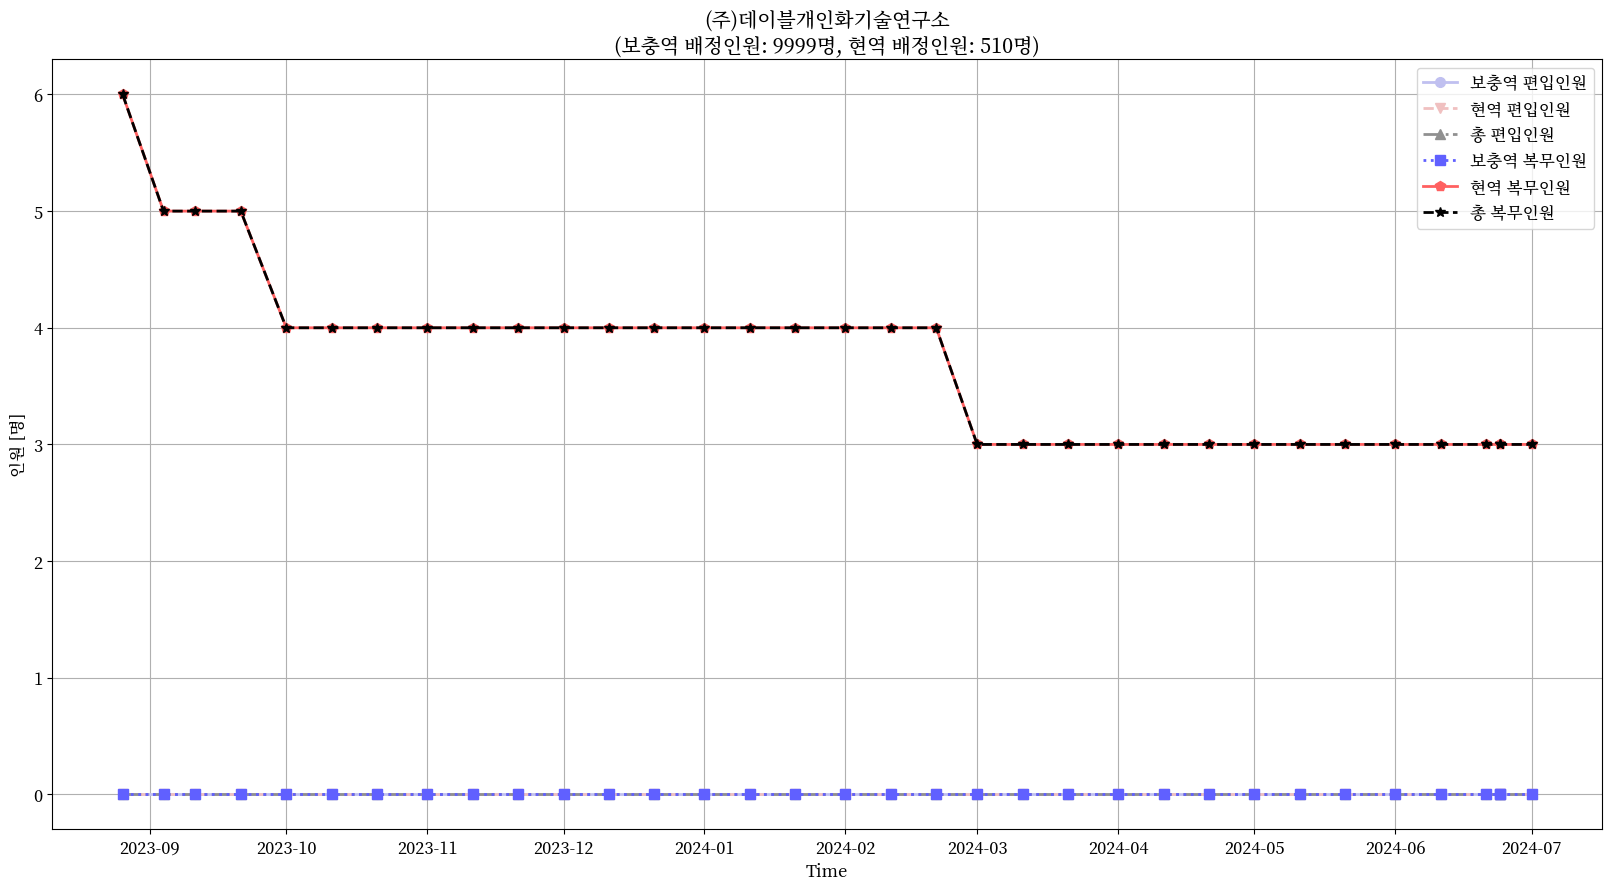 (주)데이블개인화기술연구소
(보충역 배정인원: 9999명, 현역 배정인원: 510명)
보충역 편입인원
현역 편입인원
총 편입인원
보충역 복무인원
현역 복무인원
총 복무인원
인원 [명]
6
5
4
3
2
1
0
2023-09
2023-10
2023-11
2023-12
2024-01
2024-02
2024-03
2024-04
2024-05
2024-06
2024-07
Time